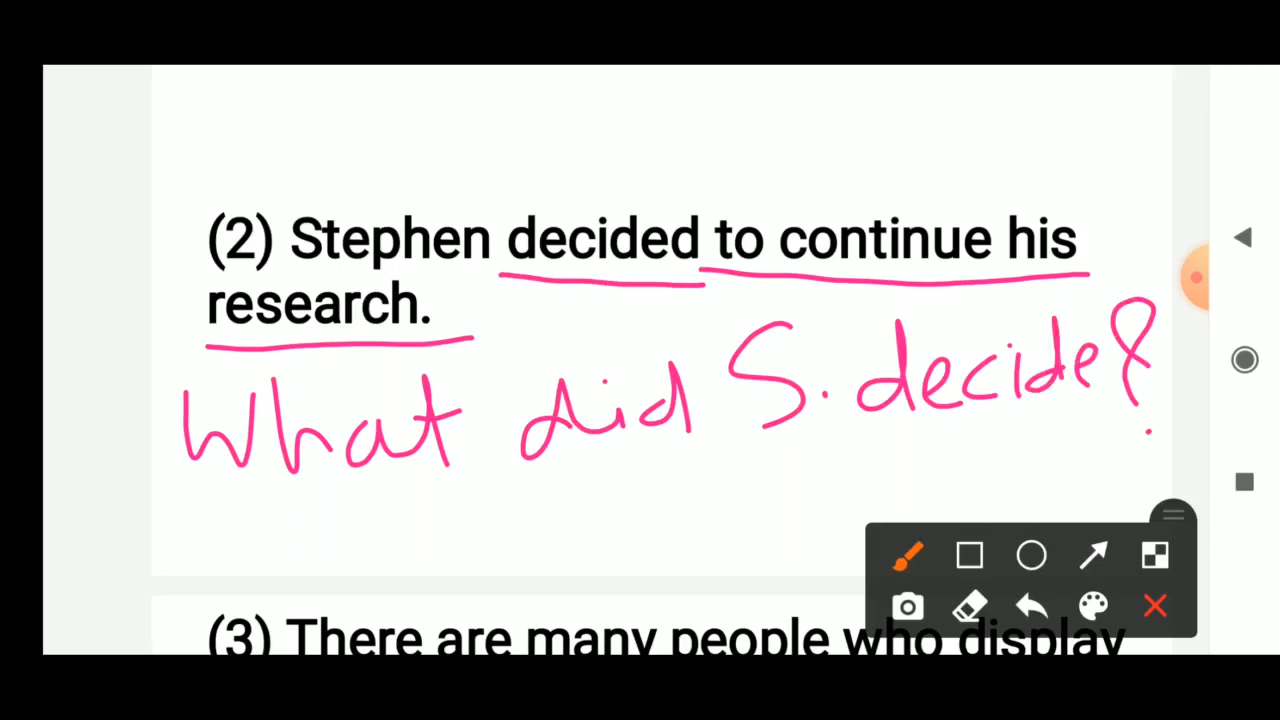 (2) Stephen decided to continue his
research.
What did S. decide?
(3) There are many people who display